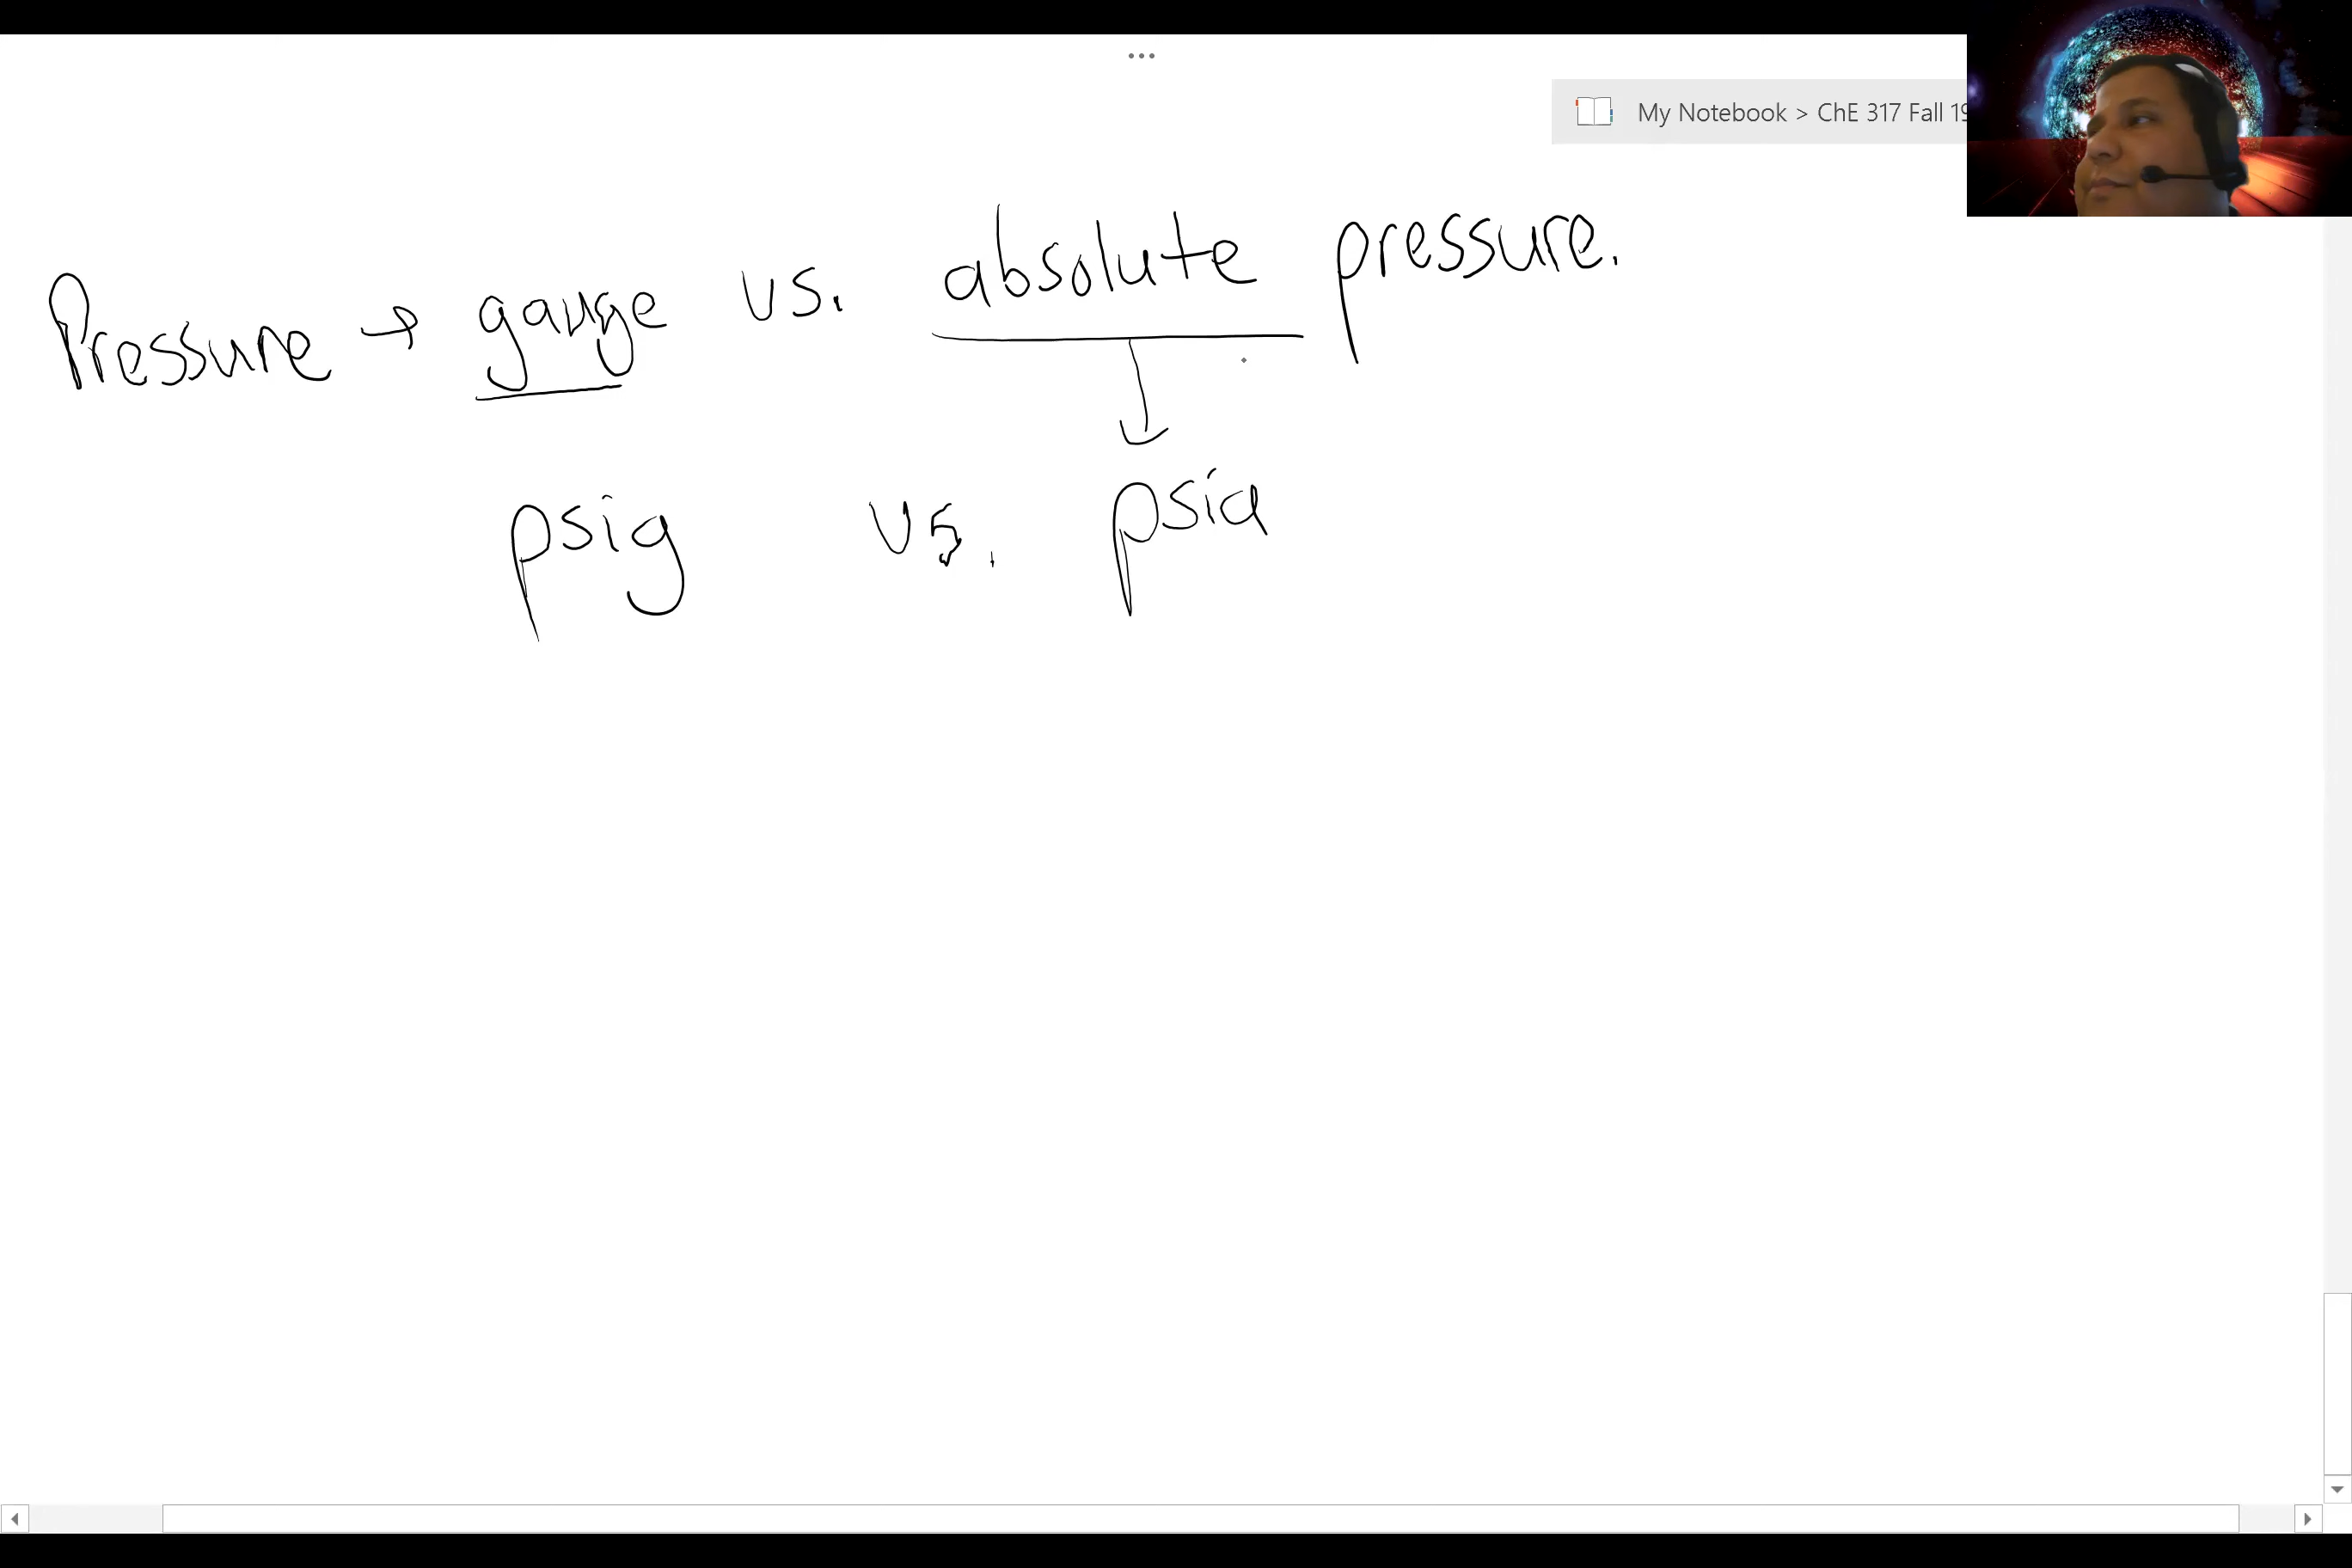 My Notebook > ChE 317 Fall 19
Pressure → gauge vs. absolute pressure.
psig vs. psia